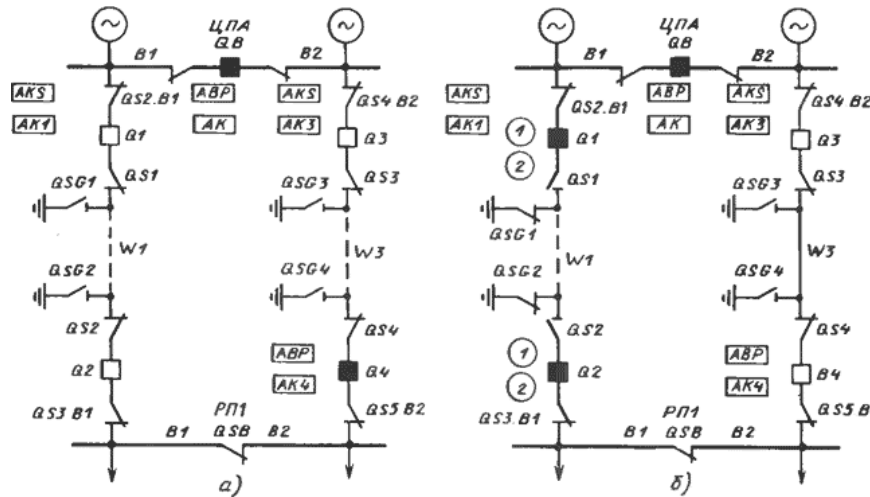 ЦПА
QB
B1
B2
AKS
AK1
QS2.B1
АВР
AK
AKS
AK3
QS4 B2
Q1
Q3
QS1
QS3
QSG1
QSG3
W1
W3
QSG2
QSG4
QS2
QS4
Q2
АВР
AK4
Q4
QS3.B1
QS5 B2
РП1
B1
QSB
B2
а)
ЦПА
QB
B1
B2
AKS
AK1
QS2.B1
АВР
AK
AKS
AK3
QS4 B2
1
Q1
2
Q3
QS1
QS3
QSG1
QSG3
W1
W3
QSG2
QSG4
QS2
QS4
1
Q2
2
АВР
AK4
B4
QS3.B1
QS5 B
РП1
B1
QSB
B2
б)